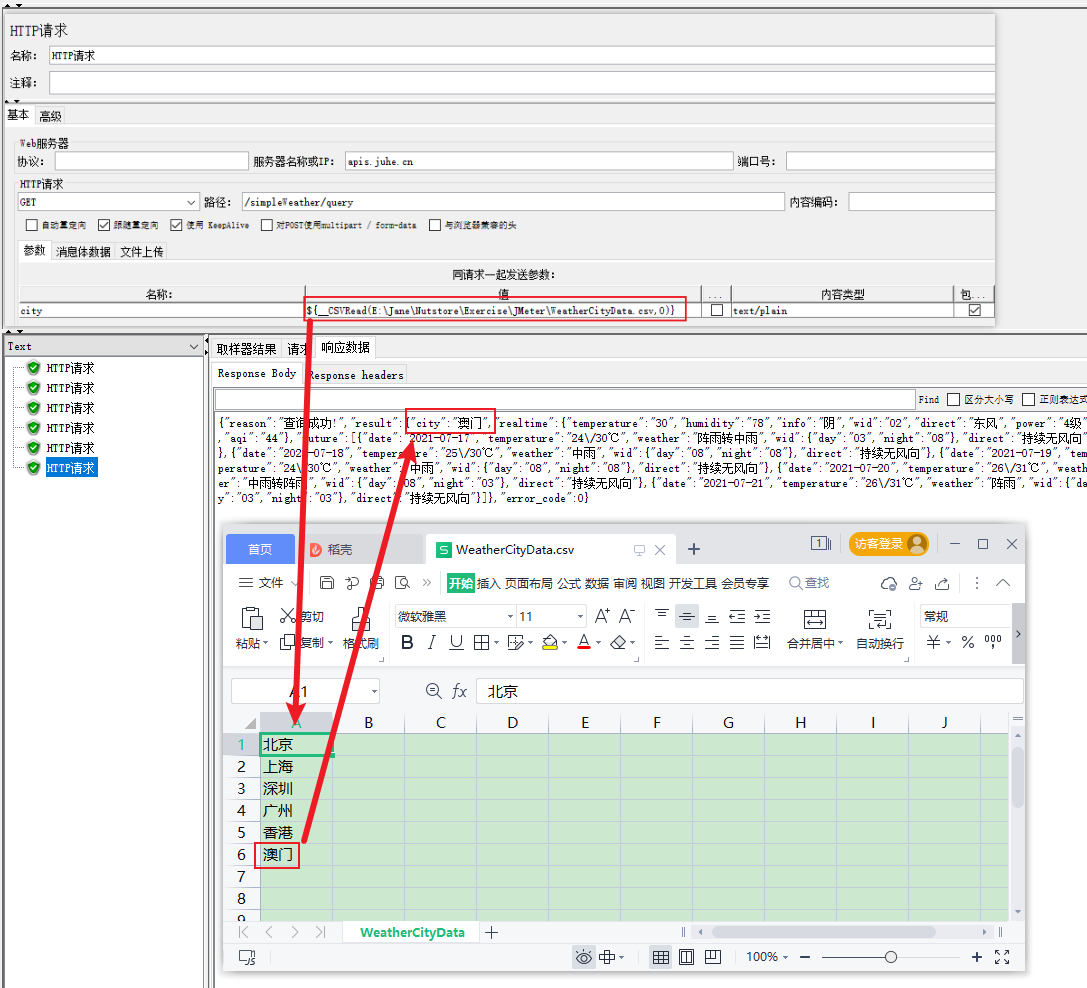 HTTP请求
名称： HTTP请求
注释：
基本 高级
Web服务器
协议： 服务器名称或IP： apis.juhe.cn 端口号：
HTTP请求
GET 路径： /simpleWeather/query 内容编码：
自动重定向 跟随重定向 使用 KeepAlive 对POST使用multipart / form-data 与浏览器兼容的头
参数 消息体数据 文件上传
同请求一起发送参数：
名称： 值 ... 内容类型 包...
city ${__CSVRead(E:\Jane\Nutstore\Exercise\JMeter\WeatherCityData.csv,0)} text/plain
Text
HTTP请求
HTTP请求
HTTP请求
HTTP请求
HTTP请求
HTTP请求
取样器结果 请求 响应数据
Response Body Response headers
Find 区分大小写 正则表达式
{"reason":"查询成功!","result":{"city":"澳门","realtime":{"temperature":"30","humidity":"78","info":"阴","wid":"02","direct":"东风","power":"4级"
,"aqi":"44"},"future":[{"date":"2021-07-17","temperature":"24\/30℃","weather":"阵雨转中雨","wid":{"day":"03","night":"08"},"direct":"持续无风向"
},{"date":"2021-07-18","temperature":"25\/30℃","weather":"中雨","wid":{"day":"08","night":"08"},"direct":"持续无风向"},{"date":"2021-07-19","tem
perature":"24\/30℃","weather":"中雨","wid":{"day":"08","night":"08"},"direct":"持续无风向"},{"date":"2021-07-20","temperature":"26\/31℃","weath
er":"中雨转阵雨","wid":{"day":"08","night":"03"},"direct":"持续无风向"},{"date":"2021-07-21","temperature":"26\/31℃","weather":"阵雨","wid":{"da
y":"03","night":"03"},"direct":"持续无风向"}]},"error_code":0}
首页 稻壳 WeatherCityData.csv 访客登录
文件 开始 插入 页面布局 公式 数据 审阅 视图 开发工具 会员专享 查找
粘贴 剪切 复制 格式刷 微软雅黑 11 合并居中 自动换行 常规
A1 fx 北京
A B C D E F G H I J
1 北京
2 上海
3 深圳
4 广州
5 香港
6 澳门
7
8
9
WeatherCityData
100%